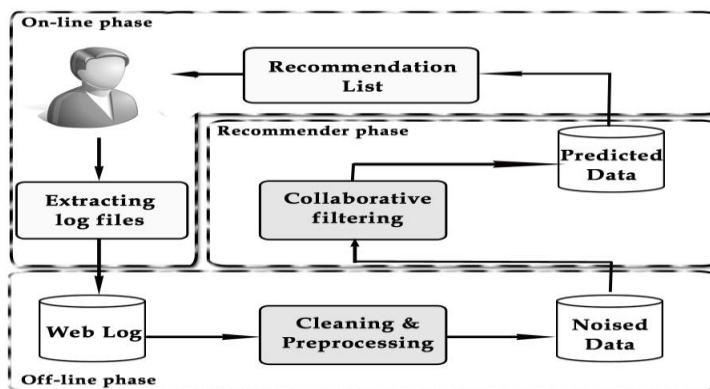 On-line phase
Recommendation
List
Recommender phase
Predicted
Data
Extracting
log files
Collaborative
filtering
Web Log
Cleaning &
Preprocessing
Noised
Data
Off-line phase